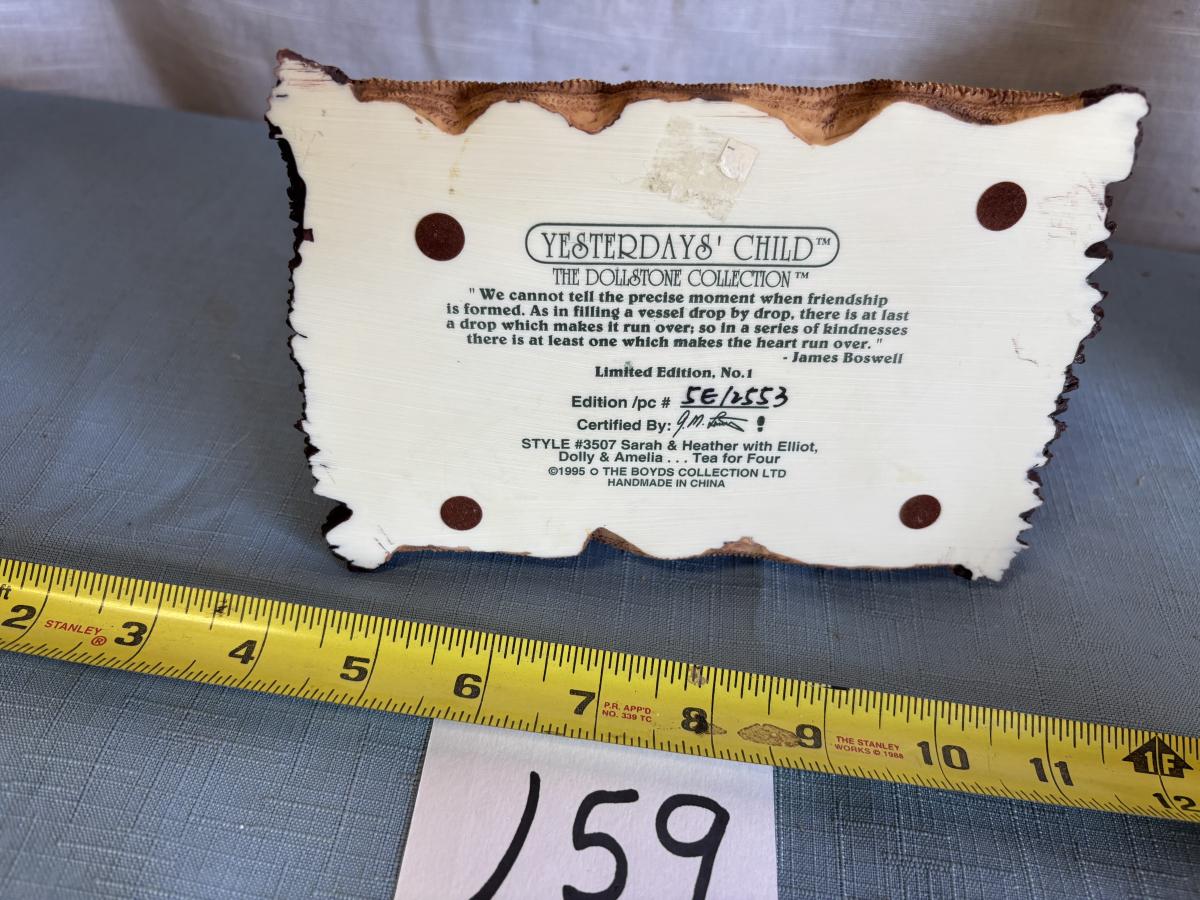 YESTERDAYS' CHILD™
THE DOLLSTONE COLLECTION™
" We cannot tell the precise moment when friendship
is formed. As in filling a vessel drop by drop, there is at last
a drop which makes it run over; so in a series of kindnesses
there is at least one which makes the heart run over. "
- James Boswell
Limited Edition, No.1
Edition /pc # 5E/2553
Certified By:
STYLE #3507 Sarah & Heather with Elliot,
Dolly & Amelia . . . Tea for Four
©1995 O THE BOYDS COLLECTION LTD
HANDMADE IN CHINA
ft 2 STANLEY® 3 4 5 6 7 P.R. APP'D NO. 339 TC 8 9 THE STANLEY WORKS © 1988 10 11 1F 12
159